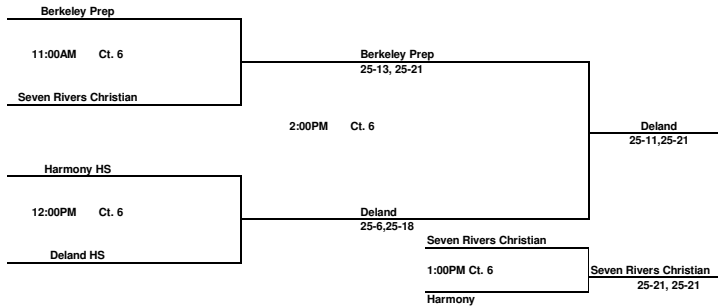 Berkeley Prep
11:00AM Ct. 6
Berkeley Prep
25-13, 25-21
Seven Rivers Christian
2:00PM Ct. 6
Deland
25-11,25-21
Harmony HS
12:00PM Ct. 6
Deland
25-6,25-18
Seven Rivers Christian
Deland HS
1:00PM Ct. 6
Seven Rivers Christian
25-21, 25-21
Harmony